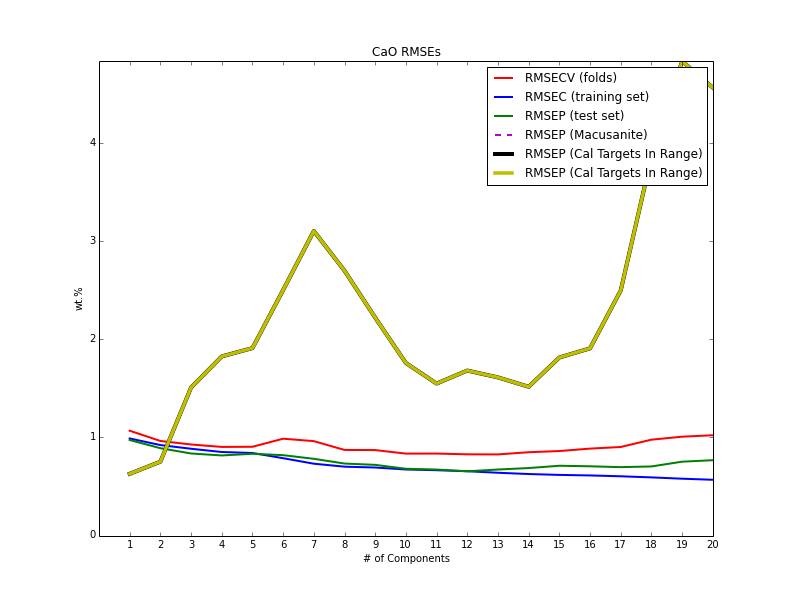 CaO RMSEs
RMSECV (folds)
RMSEC (training set)
RMSEP (test set)
RMSEP (Macusanite)
RMSEP (Cal Targets In Range)
RMSEP (Cal Targets In Range)
4
3
2
1
0
wt.%
1 2 3 4 5 6 7 8 9 10 11 12 13 14 15 16 17 18 19 20
# of Components